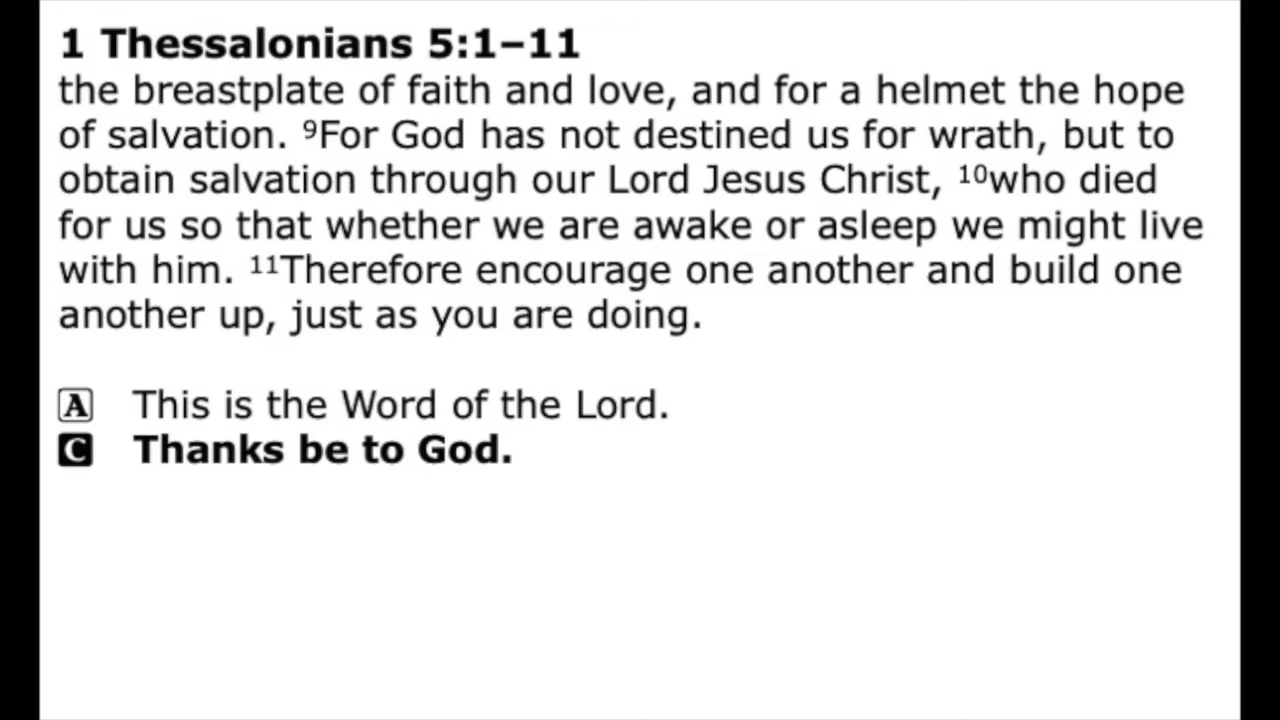 1 Thessalonians 5:1–11
the breastplate of faith and love, and for a helmet the hope
of salvation. ⁹For God has not destined us for wrath, but to
obtain salvation through our Lord Jesus Christ, ¹⁰who died
for us so that whether we are awake or asleep we might live
with him. ¹¹Therefore encourage one another and build one
another up, just as you are doing.
A This is the Word of the Lord.
C Thanks be to God.